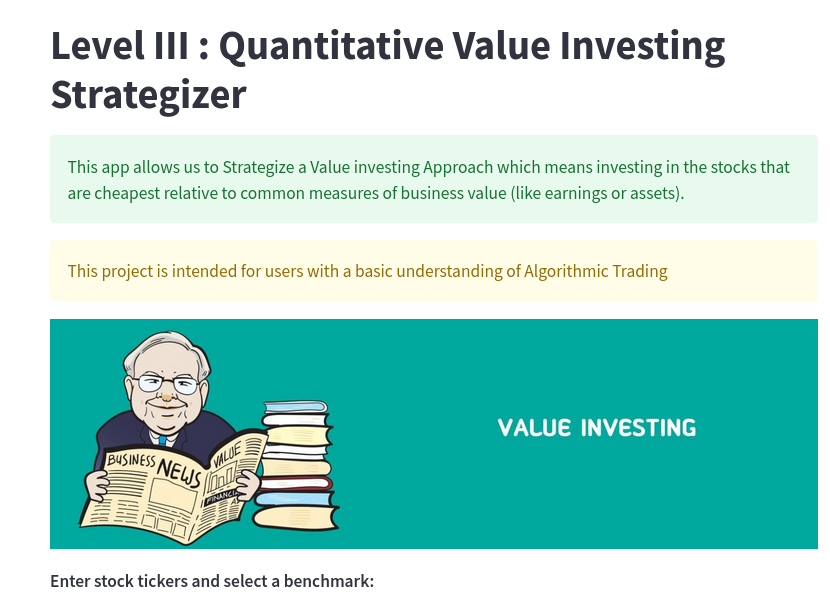 Level III : Quantitative Value Investing
Strategizer
This app allows us to Strategize a Value investing Approach which means investing in the stocks that
are cheapest relative to common measures of business value (like earnings or assets).
This project is intended for users with a basic understanding of Algorithmic Trading
BUSINESS NEWS VALUE
FINANCIA
VALUE INVESTING
Enter stock tickers and select a benchmark: